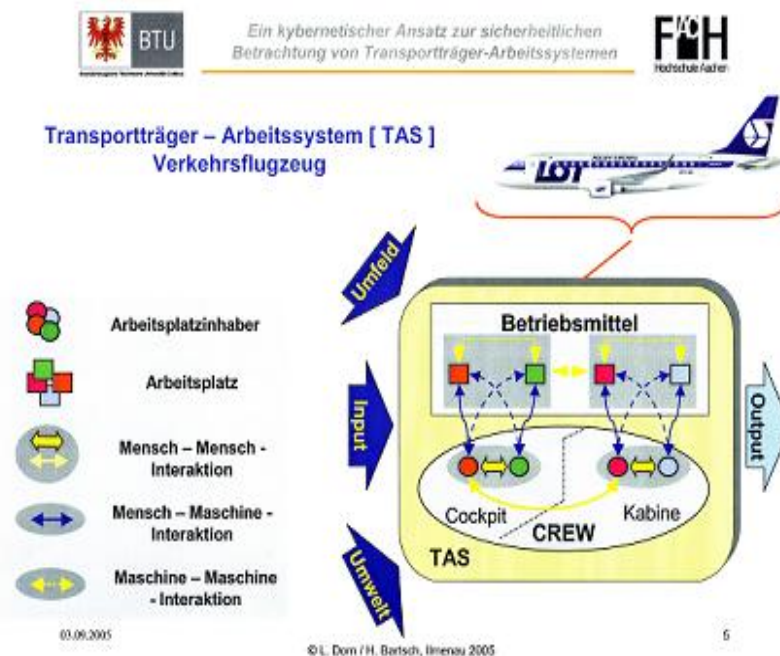 BTU
Ein kybernetischer Ansatz zur sicherheitlichen
Betrachtung von Transportträger-Arbeitssystemen
FH
AC
Hochschule Aachen
Transportträger – Arbeitssystem [ TAS ]
Verkehrsflugzeug
LOT
Arbeitsplatzinhaber
Arbeitsplatz
Mensch – Mensch -
Interaktion
Mensch – Maschine -
Interaktion
Maschine – Maschine
- Interaktion
Umfeld
Input
Umwelt
Betriebsmittel
Cockpit
Kabine
CREW
TAS
Output
03.09.2005
© L. Dorn / H. Bartsch, Ilmenau 2005